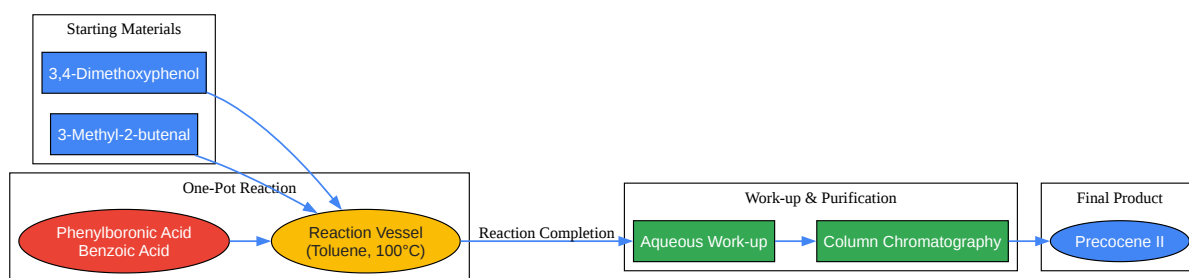 Starting Materials
3,4-Dimethoxyphenol
3-Methyl-2-butenal
One-Pot Reaction
Phenylboronic Acid
Benzoic Acid
Reaction Vessel
(Toluene, 100°C)
Reaction Completion
Work-up & Purification
Aqueous Work-up
Column Chromatography
Final Product
Precocene II